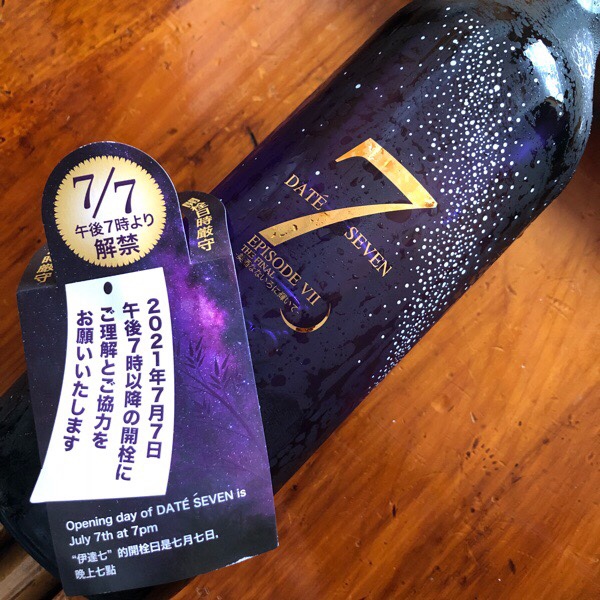 7
DATÉ
SEVEN
EPISODE VII
THE FINAL
7/7
午後7時より
解禁
日時厳守
2021年7月7日
午後7時以降の開栓に
ご理解とご協力を
お願いいたします
Opening day of DATÉ SEVEN is
July 7th at 7pm
“伊達七”的開栓日是七月七日,
晚上七點